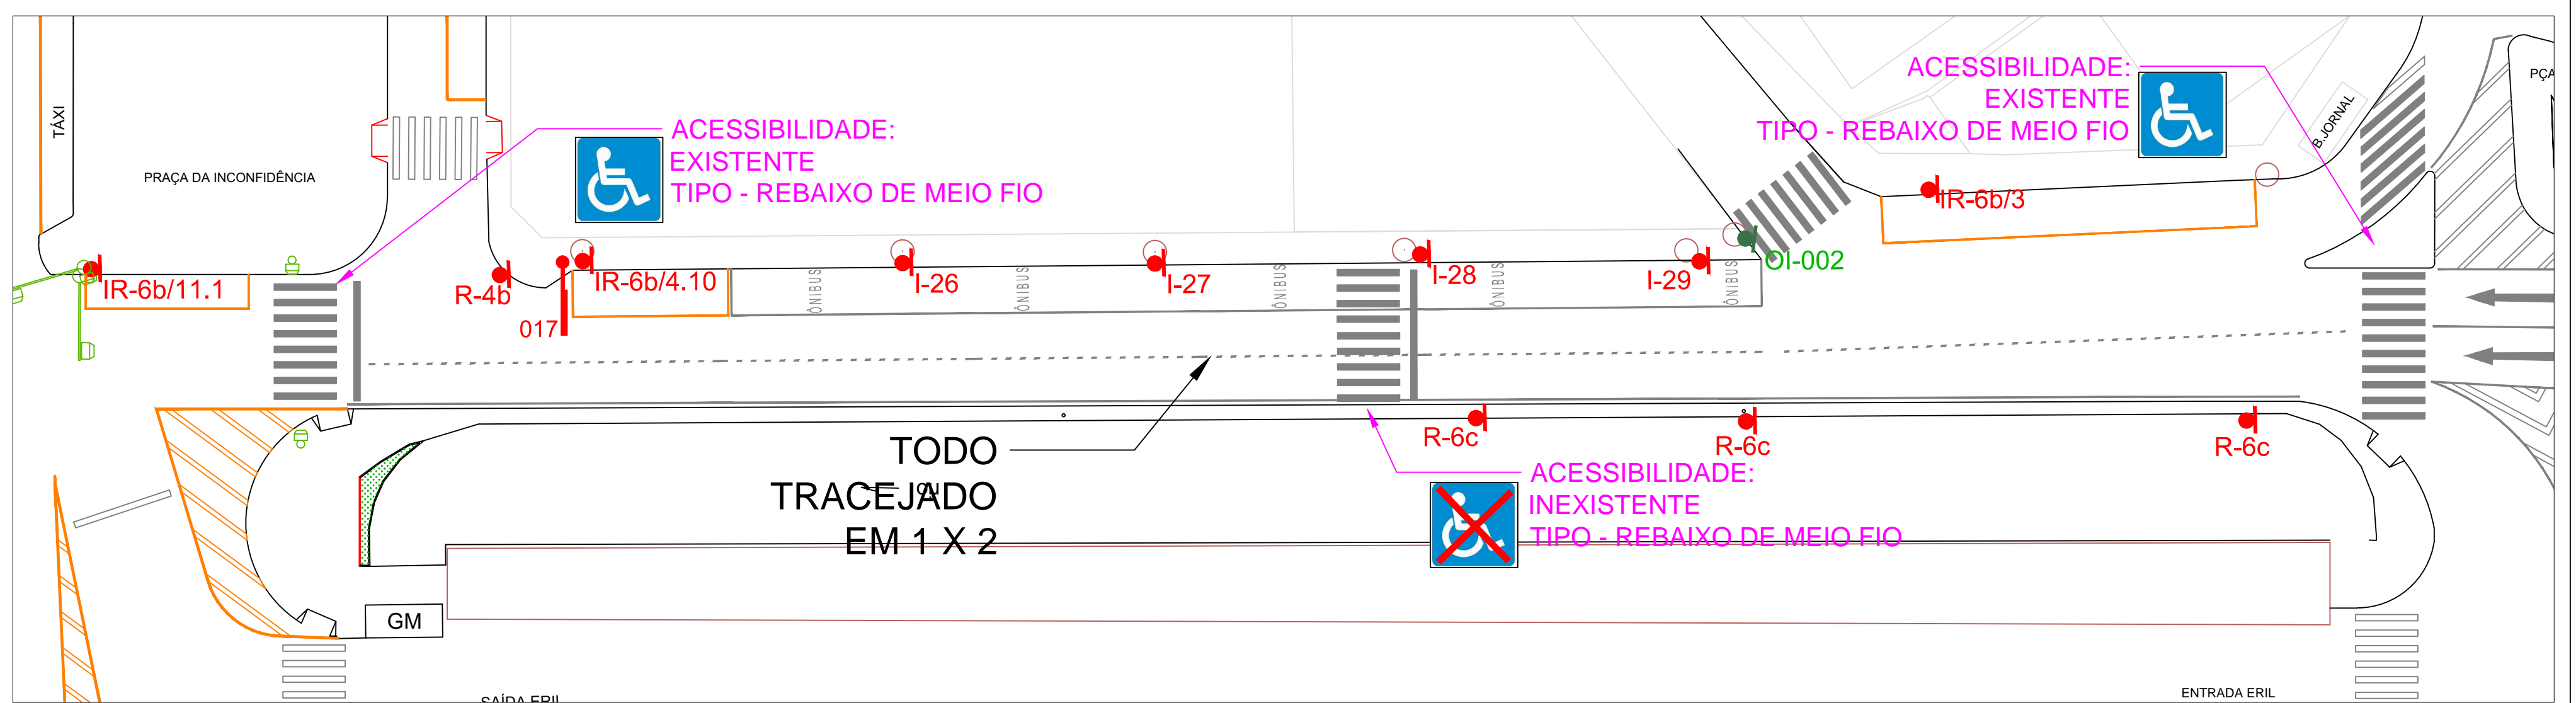 TÁXI
PRAÇA DA INCONFIDÊNCIA
ACESSIBILIDADE:
EXISTENTE
TIPO - REBAIXO DE MEIO FIO
ACESSIBILIDADE:
EXISTENTE
TIPO - REBAIXO DE MEIO FIO
B.JORNAL
PÇA
IR-6b/11.1
R-4b
017
IR-6b/4.10
I-26
I-27
I-28
I-29
OI-002
IR-6b/3
ÔNIBUS
ÔNIBUS
ÔNIBUS
ÔNIBUS
ÔNIBUS
R-6c
R-6c
R-6c
TODO
TRACEJADO
EM 1 X 2
ACESSIBILIDADE:
INEXISTENTE
TIPO - REBAIXO DE MEIO FIO
GM
SAÍDA ERIL
ENTRADA ERIL